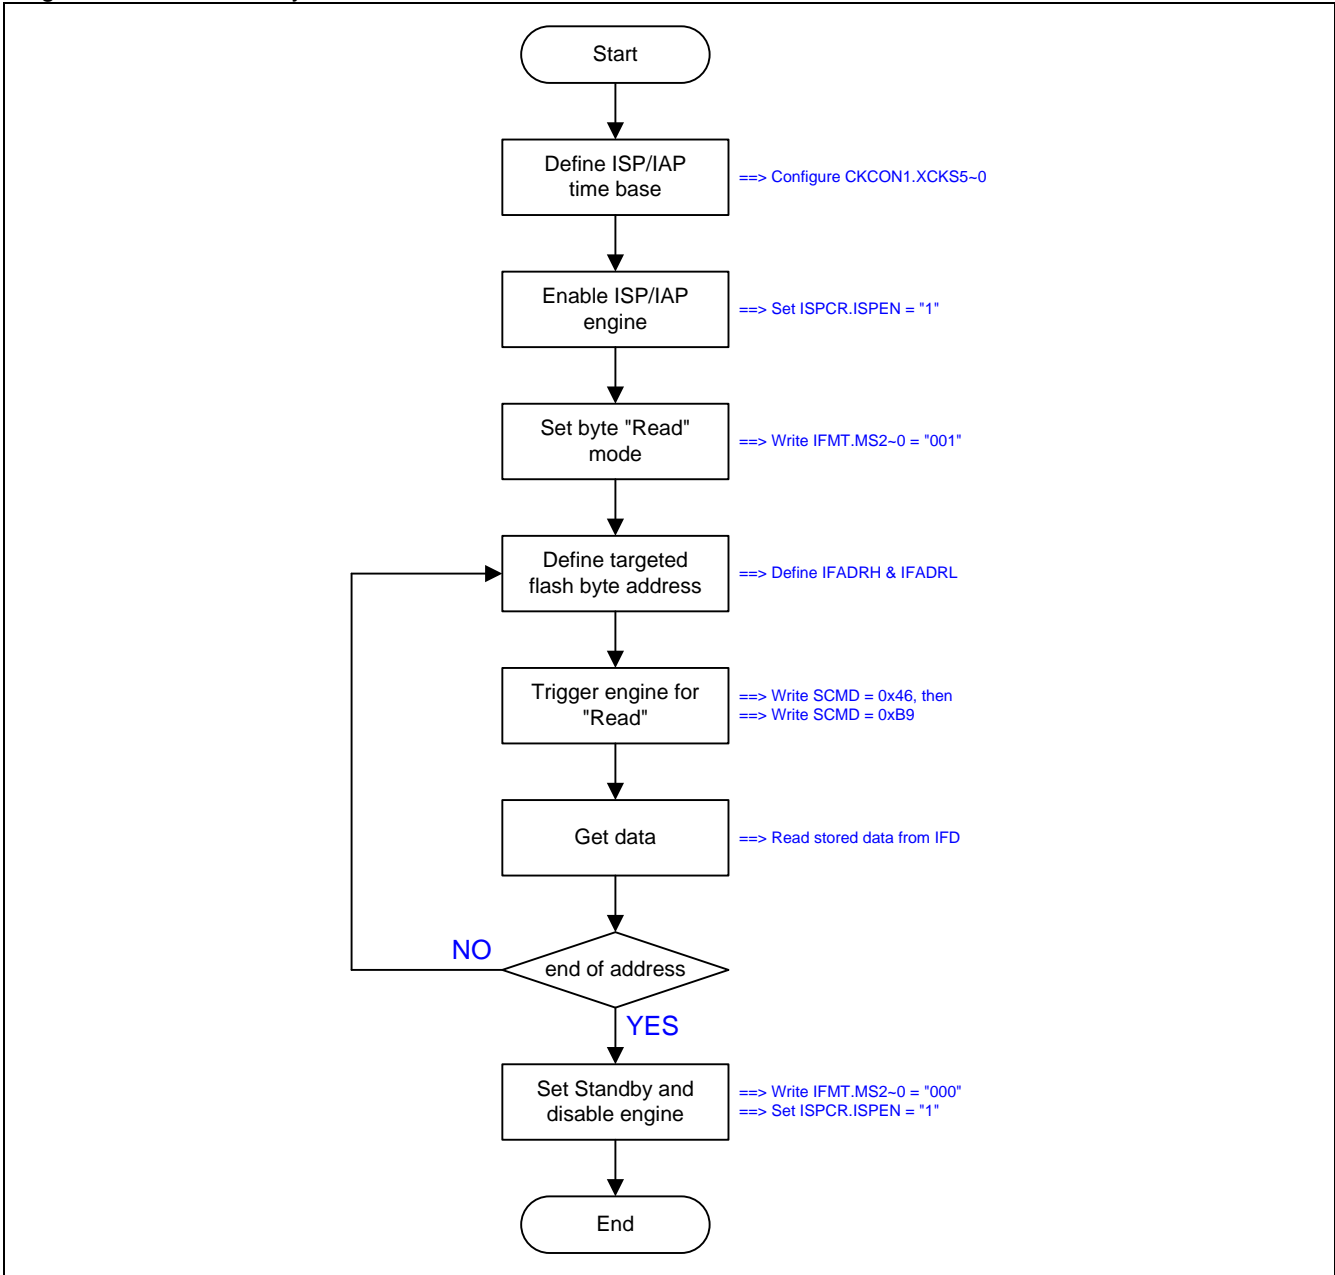 Start
Define ISP/IAP
time base
==> Configure CKCON1.XCKS5~0
Enable ISP/IAP
engine
==> Set ISPCR.ISPEN = "1"
Set byte "Read"
mode
==> Write IFMT.MS2~0 = "001"
Define targeted
flash byte address
==> Define IFADRH & IFADRL
Trigger engine for
"Read"
==> Write SCMD = 0x46, then
==> Write SCMD = 0xB9
Get data
==> Read stored data from IFD
NO
end of address
YES
Set Standby and
disable engine
==> Write IFMT.MS2~0 = "000"
==> Set ISPCR.ISPEN = "1"
End